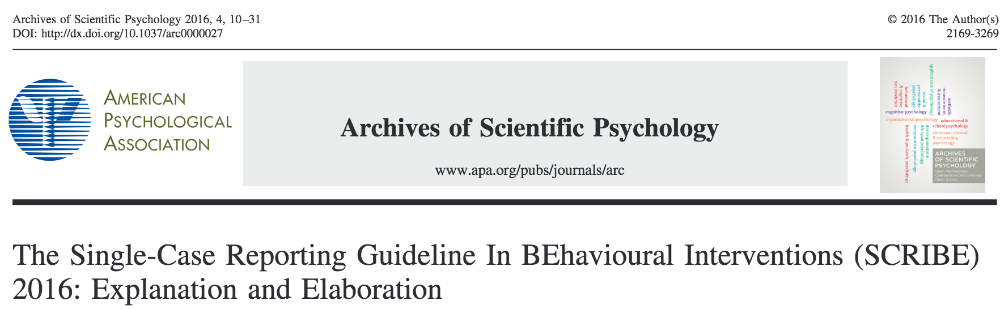 Archives of Scientific Psychology 2016, 4, 10–31
© 2016 The Author(s)
DOI: http://dx.doi.org/10.1037/arc0000027
2169-3269
AMERICAN
PSYCHOLOGICAL
ASSOCIATION
Archives of Scientific Psychology
www.apa.org/pubs/journals/arc
applications of psychology
methods,
measurement,
& assessment
social &
personality
psychology
behavioral
& cognitive
neuroscience
cognitive psychology
organizational psychology
educational &
school psychology
abnormal, clinical,
& counseling
psychology
developmental &
life span psychology
comparative psychology
health & pediatric psychology
ARCHIVES
OF SCIENTIFIC
PSYCHOLOGY
Open Methodology,
Collaborative Data Sharing,
Open Access
The Single-Case Reporting Guideline In BEhavioural Interventions (SCRIBE)
2016: Explanation and Elaboration